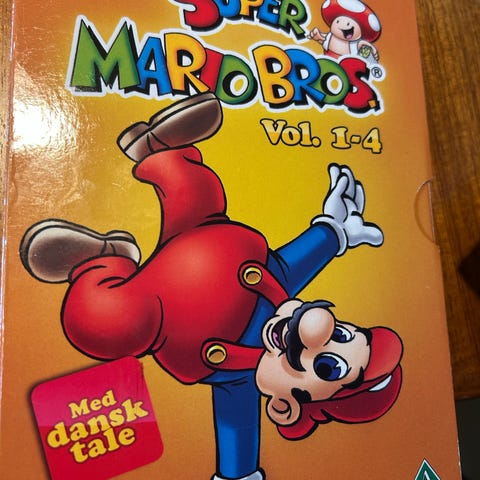 SUPER
MARIO BROS.®
Vol. 1-4
Med
dansk
tale
A